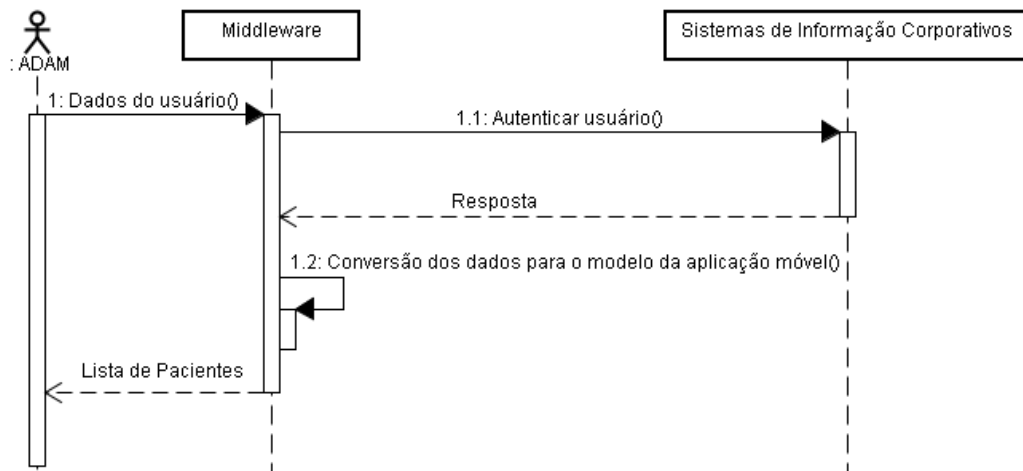 Middleware
Sistemas de Informação Corporativos
: ADAM
1: Dados do usuário()
1.1: Autenticar usuário()
Resposta
1.2: Conversão dos dados para o modelo da aplicação móvel()
Lista de Pacientes